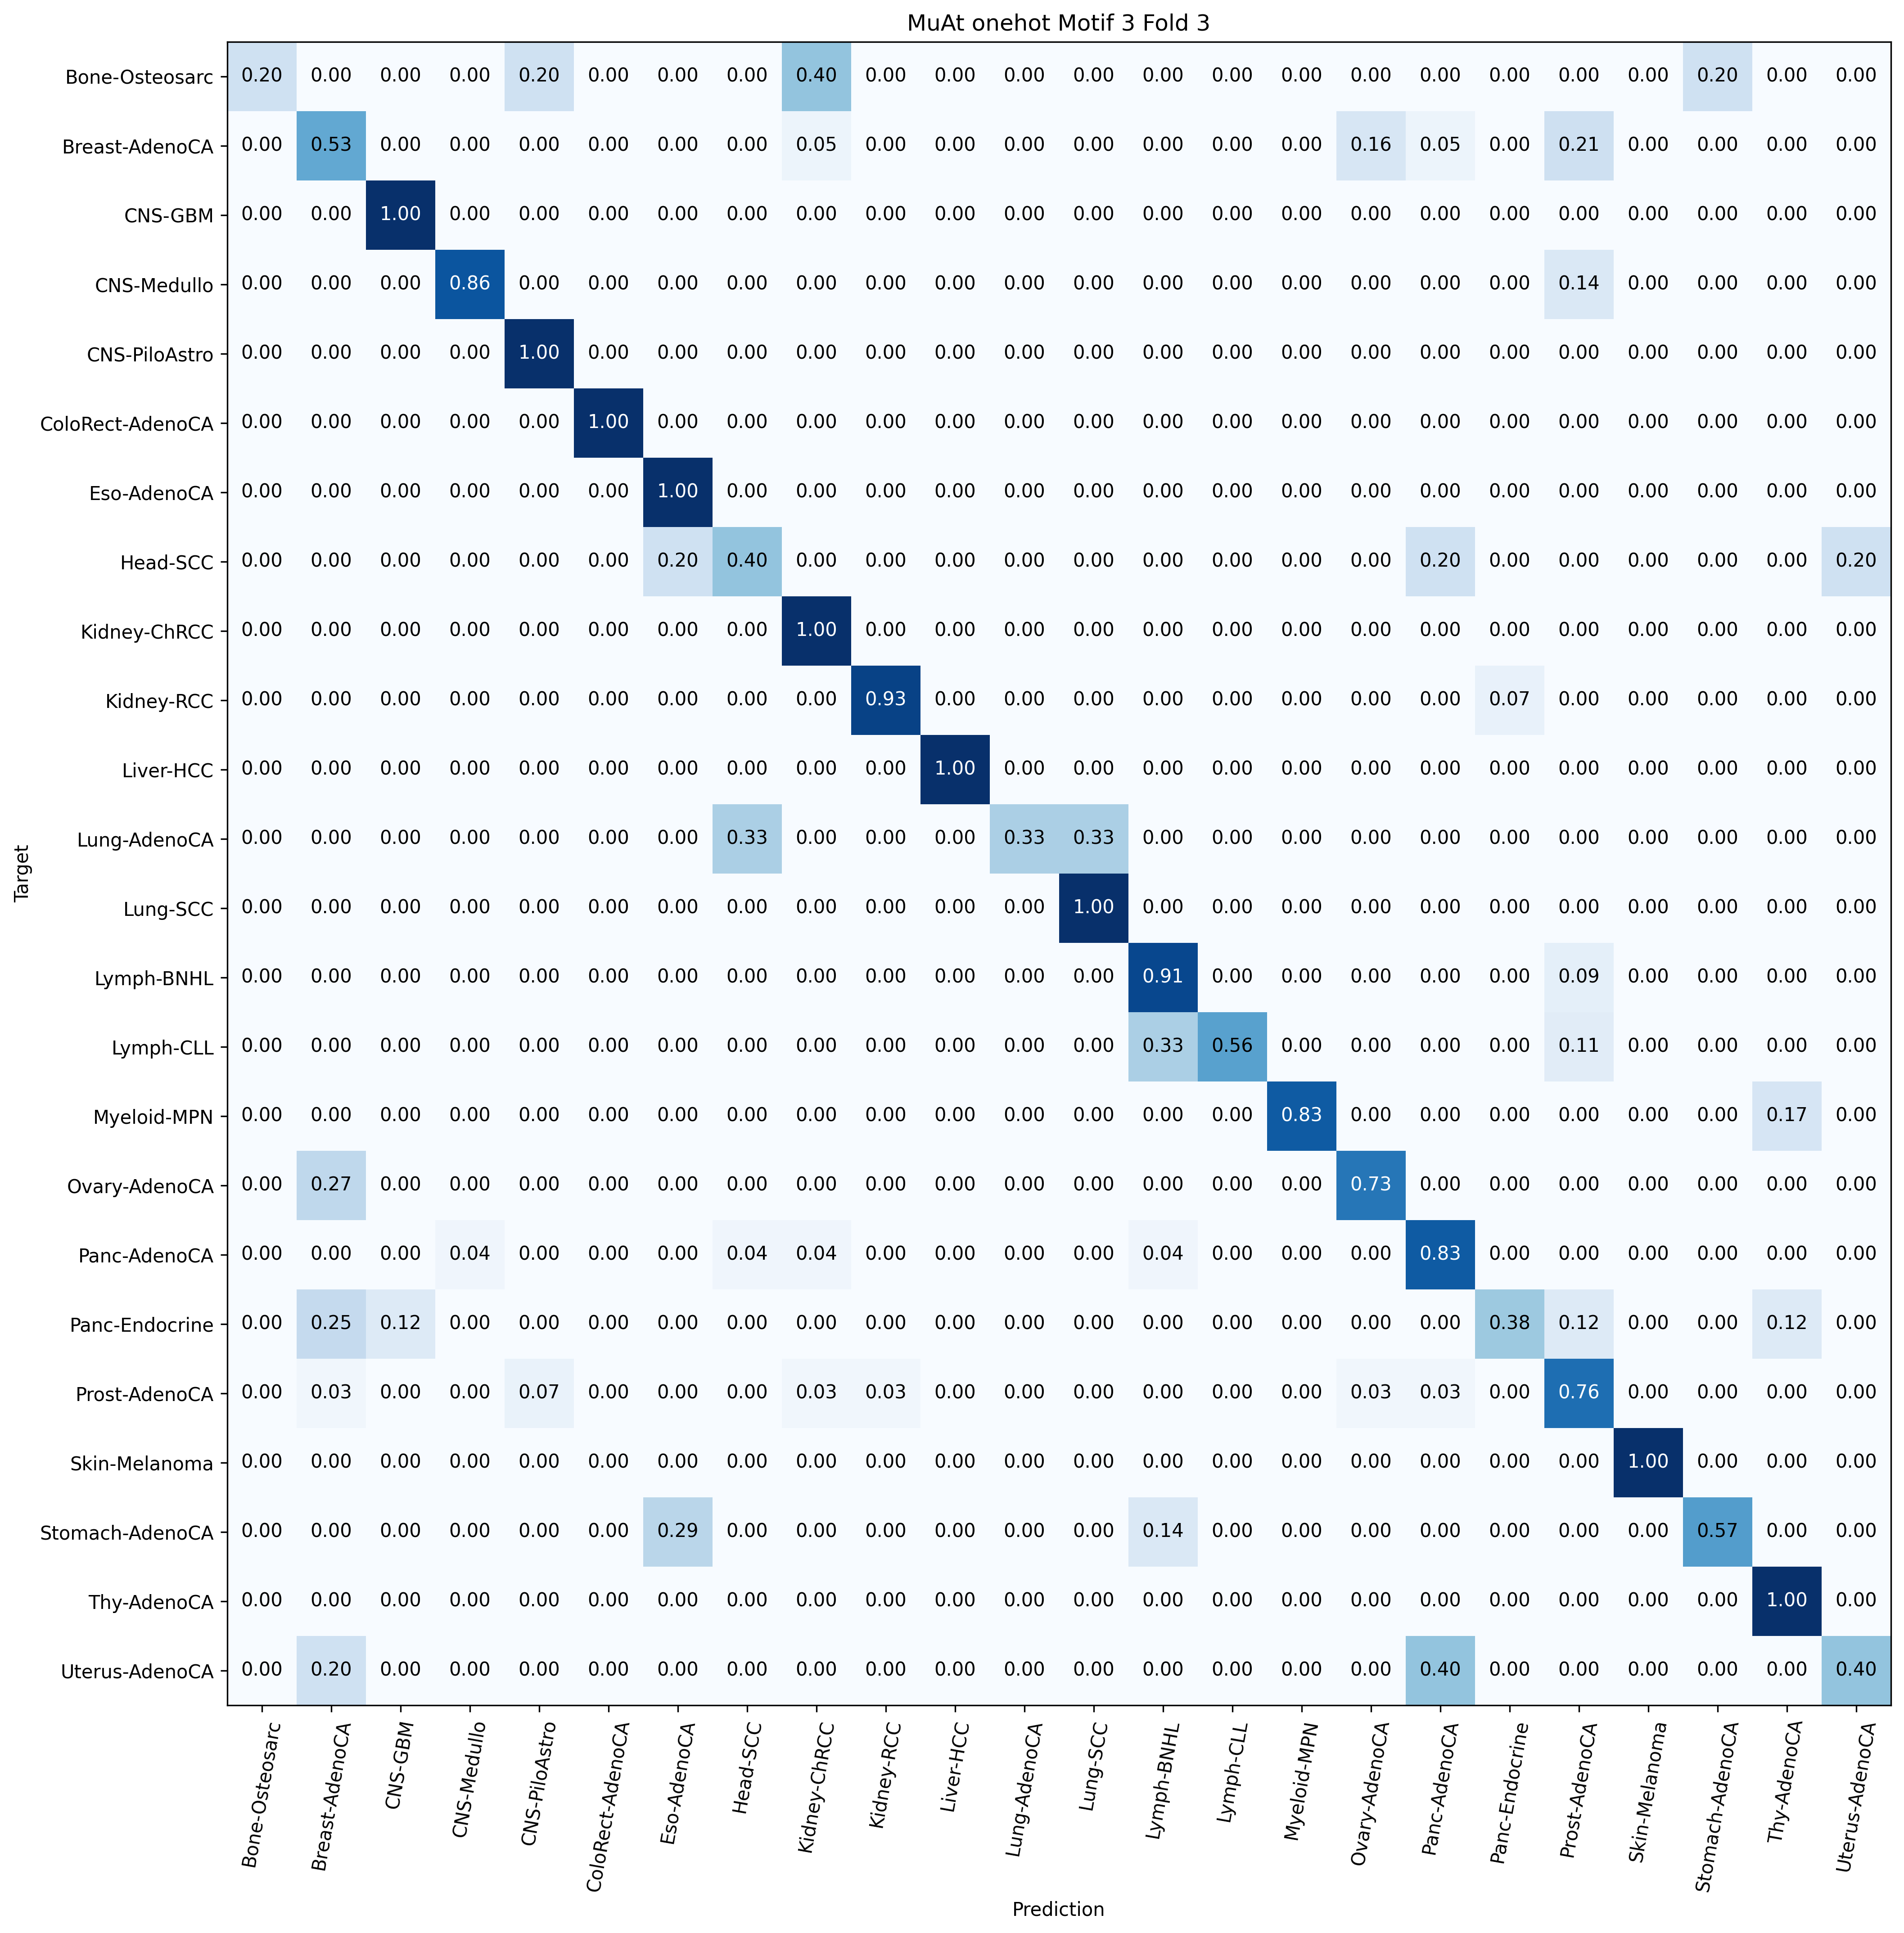 MuAt onehot Motif 3 Fold 3
Bone-Osteosarc 0.20 0.00 0.00 0.00 0.20 0.00 0.00 0.00 0.40 0.00 0.00 0.00 0.00 0.00 0.00 0.00 0.00 0.00 0.00 0.00 0.00 0.20 0.00 0.00
Breast-AdenoCA 0.00 0.53 0.00 0.00 0.00 0.00 0.00 0.00 0.05 0.00 0.00 0.00 0.00 0.00 0.00 0.00 0.16 0.05 0.00 0.21 0.00 0.00 0.00 0.00
CNS-GBM 0.00 0.00 1.00 0.00 0.00 0.00 0.00 0.00 0.00 0.00 0.00 0.00 0.00 0.00 0.00 0.00 0.00 0.00 0.00 0.00 0.00 0.00 0.00 0.00
CNS-Medullo 0.00 0.00 0.00 0.86 0.00 0.00 0.00 0.00 0.00 0.00 0.00 0.00 0.00 0.00 0.00 0.00 0.00 0.00 0.00 0.14 0.00 0.00 0.00 0.00
CNS-PiloAstro 0.00 0.00 0.00 0.00 1.00 0.00 0.00 0.00 0.00 0.00 0.00 0.00 0.00 0.00 0.00 0.00 0.00 0.00 0.00 0.00 0.00 0.00 0.00 0.00
ColoRect-AdenoCA 0.00 0.00 0.00 0.00 0.00 1.00 0.00 0.00 0.00 0.00 0.00 0.00 0.00 0.00 0.00 0.00 0.00 0.00 0.00 0.00 0.00 0.00 0.00 0.00
Eso-AdenoCA 0.00 0.00 0.00 0.00 0.00 0.00 1.00 0.00 0.00 0.00 0.00 0.00 0.00 0.00 0.00 0.00 0.00 0.00 0.00 0.00 0.00 0.00 0.00 0.00
Head-SCC 0.00 0.00 0.00 0.00 0.00 0.00 0.20 0.40 0.00 0.00 0.00 0.00 0.00 0.00 0.00 0.00 0.00 0.20 0.00 0.00 0.00 0.00 0.00 0.20
Kidney-ChRCC 0.00 0.00 0.00 0.00 0.00 0.00 0.00 0.00 1.00 0.00 0.00 0.00 0.00 0.00 0.00 0.00 0.00 0.00 0.00 0.00 0.00 0.00 0.00 0.00
Kidney-RCC 0.00 0.00 0.00 0.00 0.00 0.00 0.00 0.00 0.00 0.93 0.00 0.00 0.00 0.00 0.00 0.00 0.00 0.00 0.07 0.00 0.00 0.00 0.00 0.00
Liver-HCC 0.00 0.00 0.00 0.00 0.00 0.00 0.00 0.00 0.00 0.00 1.00 0.00 0.00 0.00 0.00 0.00 0.00 0.00 0.00 0.00 0.00 0.00 0.00 0.00
Lung-AdenoCA 0.00 0.00 0.00 0.00 0.00 0.00 0.00 0.33 0.00 0.00 0.00 0.33 0.33 0.00 0.00 0.00 0.00 0.00 0.00 0.00 0.00 0.00 0.00 0.00
Lung-SCC 0.00 0.00 0.00 0.00 0.00 0.00 0.00 0.00 0.00 0.00 0.00 0.00 1.00 0.00 0.00 0.00 0.00 0.00 0.00 0.00 0.00 0.00 0.00 0.00
Lymph-BNHL 0.00 0.00 0.00 0.00 0.00 0.00 0.00 0.00 0.00 0.00 0.00 0.00 0.00 0.91 0.00 0.00 0.00 0.00 0.00 0.09 0.00 0.00 0.00 0.00
Lymph-CLL 0.00 0.00 0.00 0.00 0.00 0.00 0.00 0.00 0.00 0.00 0.00 0.00 0.00 0.33 0.56 0.00 0.00 0.00 0.00 0.11 0.00 0.00 0.00 0.00
Myeloid-MPN 0.00 0.00 0.00 0.00 0.00 0.00 0.00 0.00 0.00 0.00 0.00 0.00 0.00 0.00 0.00 0.83 0.00 0.00 0.00 0.00 0.00 0.00 0.17 0.00
Ovary-AdenoCA 0.00 0.27 0.00 0.00 0.00 0.00 0.00 0.00 0.00 0.00 0.00 0.00 0.00 0.00 0.00 0.00 0.73 0.00 0.00 0.00 0.00 0.00 0.00 0.00
Panc-AdenoCA 0.00 0.00 0.00 0.04 0.00 0.00 0.00 0.04 0.04 0.00 0.00 0.00 0.00 0.04 0.00 0.00 0.00 0.83 0.00 0.00 0.00 0.00 0.00 0.00
Panc-Endocrine 0.00 0.25 0.12 0.00 0.00 0.00 0.00 0.00 0.00 0.00 0.00 0.00 0.00 0.00 0.00 0.00 0.00 0.00 0.38 0.12 0.00 0.00 0.12 0.00
Prost-AdenoCA 0.00 0.03 0.00 0.00 0.07 0.00 0.00 0.00 0.03 0.03 0.00 0.00 0.00 0.00 0.00 0.00 0.03 0.03 0.00 0.76 0.00 0.00 0.00 0.00
Skin-Melanoma 0.00 0.00 0.00 0.00 0.00 0.00 0.00 0.00 0.00 0.00 0.00 0.00 0.00 0.00 0.00 0.00 0.00 0.00 0.00 0.00 1.00 0.00 0.00 0.00
Stomach-AdenoCA 0.00 0.00 0.00 0.00 0.00 0.00 0.29 0.00 0.00 0.00 0.00 0.00 0.00 0.14 0.00 0.00 0.00 0.00 0.00 0.00 0.00 0.57 0.00 0.00
Thy-AdenoCA 0.00 0.00 0.00 0.00 0.00 0.00 0.00 0.00 0.00 0.00 0.00 0.00 0.00 0.00 0.00 0.00 0.00 0.00 0.00 0.00 0.00 0.00 1.00 0.00
Uterus-AdenoCA 0.00 0.20 0.00 0.00 0.00 0.00 0.00 0.00 0.00 0.00 0.00 0.00 0.00 0.00 0.00 0.00 0.00 0.40 0.00 0.00 0.00 0.00 0.00 0.40
Target
Bone-Osteosarc
Breast-AdenoCA
CNS-GBM
CNS-Medullo
CNS-PiloAstro
ColoRect-AdenoCA
Eso-AdenoCA
Head-SCC
Kidney-ChRCC
Kidney-RCC
Liver-HCC
Lung-AdenoCA
Lung-SCC
Lymph-BNHL
Lymph-CLL
Myeloid-MPN
Ovary-AdenoCA
Panc-AdenoCA
Panc-Endocrine
Prost-AdenoCA
Skin-Melanoma
Stomach-AdenoCA
Thy-AdenoCA
Uterus-AdenoCA
Prediction